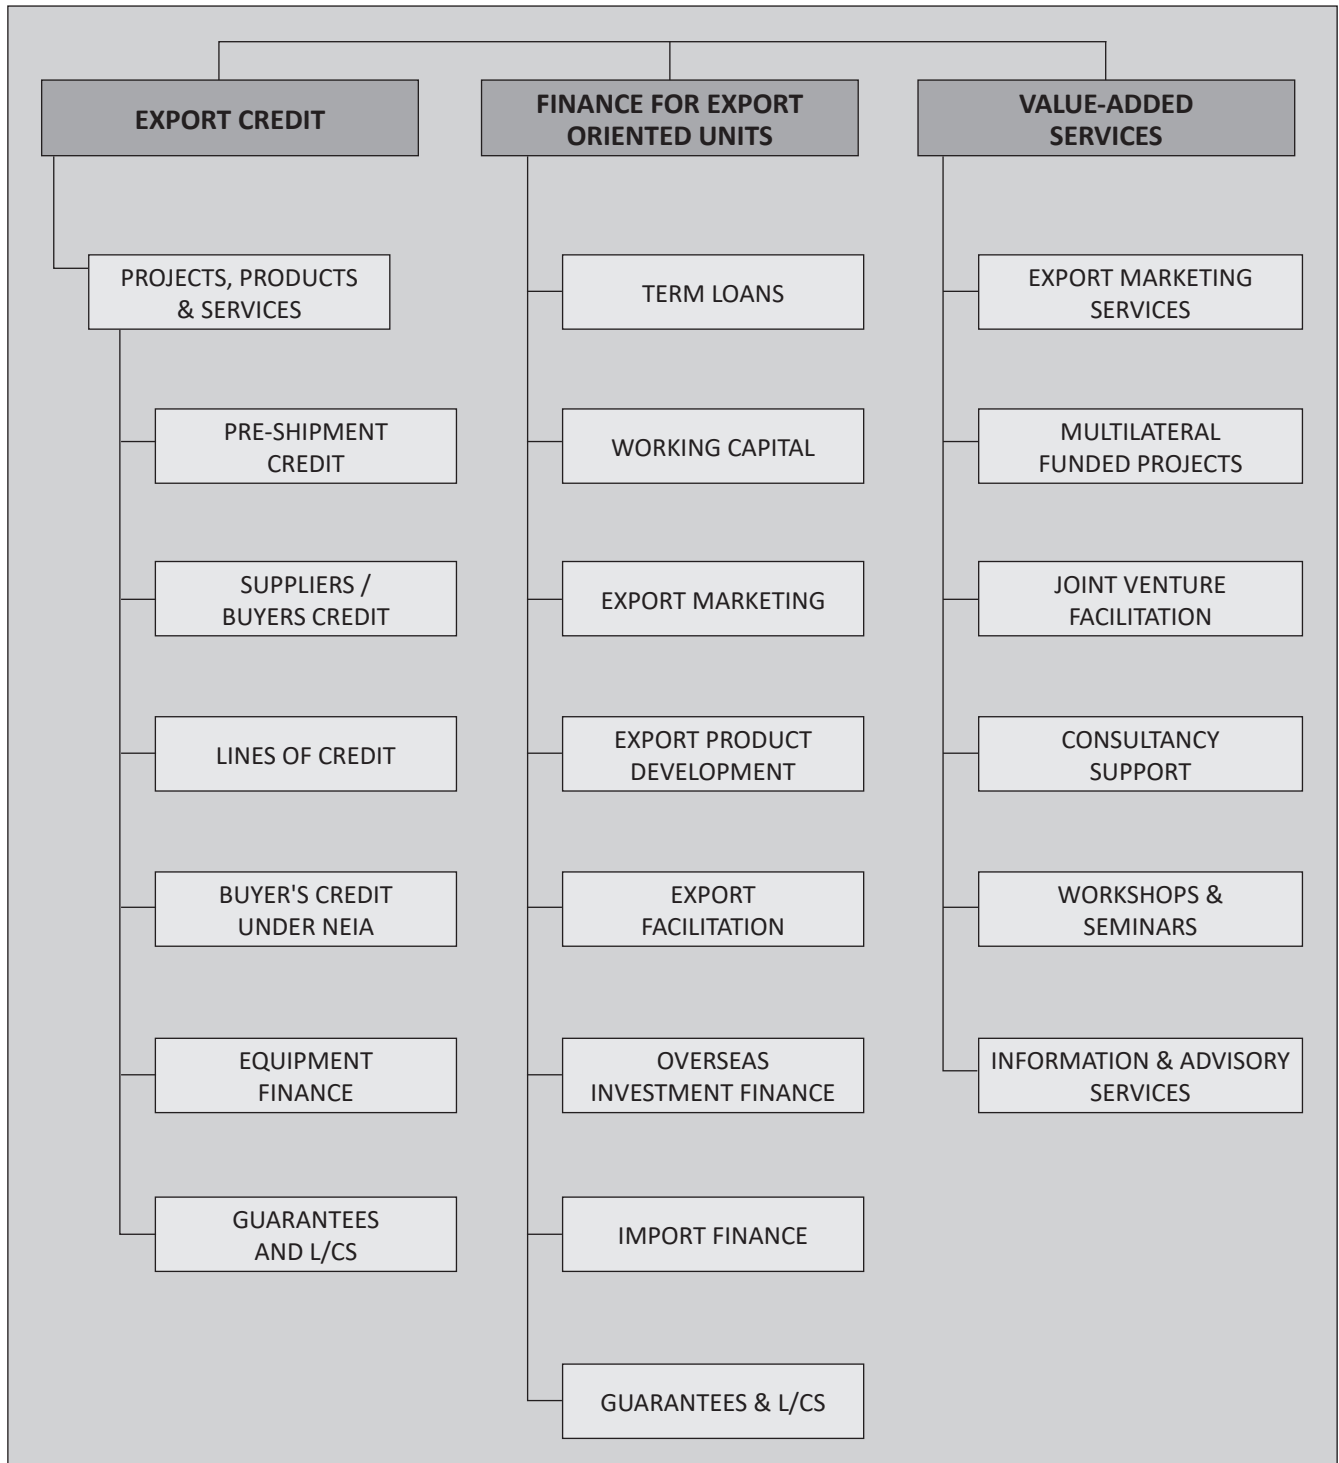 EXPORT CREDIT
PROJECTS, PRODUCTS
& SERVICES
PRE-SHIPMENT
CREDIT
SUPPLIERS /
BUYERS CREDIT
LINES OF CREDIT
BUYER'S CREDIT
UNDER NEIA
EQUIPMENT
FINANCE
GUARANTEES
AND L/CS
FINANCE FOR EXPORT
ORIENTED UNITS
TERM LOANS
WORKING CAPITAL
EXPORT MARKETING
EXPORT PRODUCT
DEVELOPMENT
EXPORT
FACILITATION
OVERSEAS
INVESTMENT FINANCE
IMPORT FINANCE
GUARANTEES & L/CS
VALUE-ADDED
SERVICES
EXPORT MARKETING
SERVICES
MULTILATERAL
FUNDED PROJECTS
JOINT VENTURE
FACILITATION
CONSULTANCY
SUPPORT
WORKSHOPS &
SEMINARS
INFORMATION & ADVISORY
SERVICES